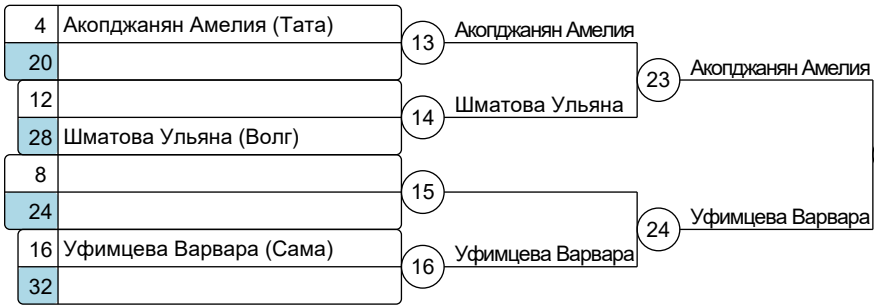 4 Акопджанян Амелия (Тата)
20
12
28 Шматова Ульяна (Волг)
8
24
16 Уфимцева Варвара (Сама)
32
13 Акопджанян Амелия
14 Шматова Ульяна
15
16 Уфимцева Варвара
23 Акопджанян Амелия
24 Уфимцева Варвара